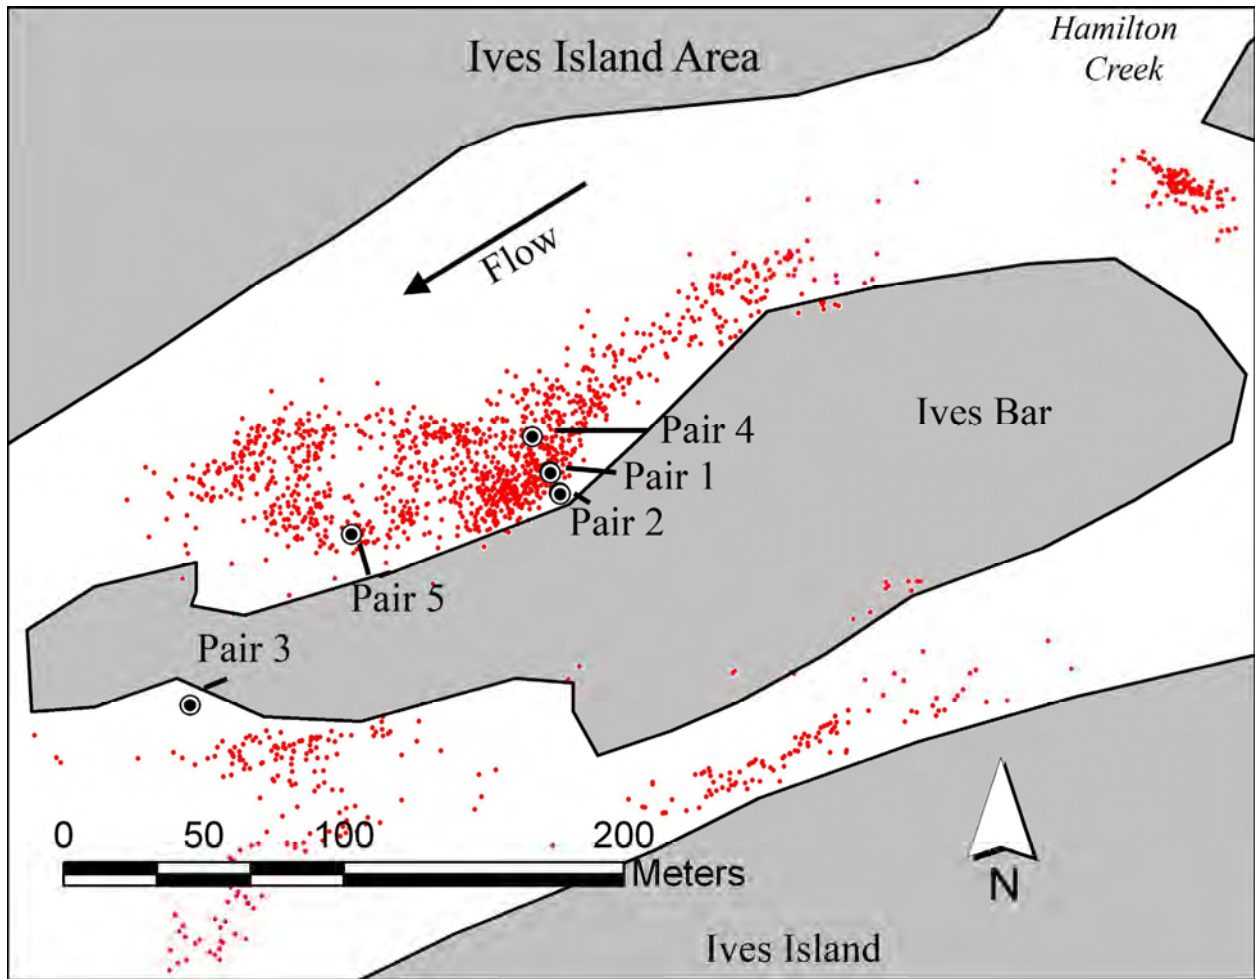 Hamilton
Creek
Ives Island Area
Flow
Ives Bar
Pair 4
Pair 1
Pair 2
Pair 5
Pair 3
0 50 100 200
Meters
N
Ives Island